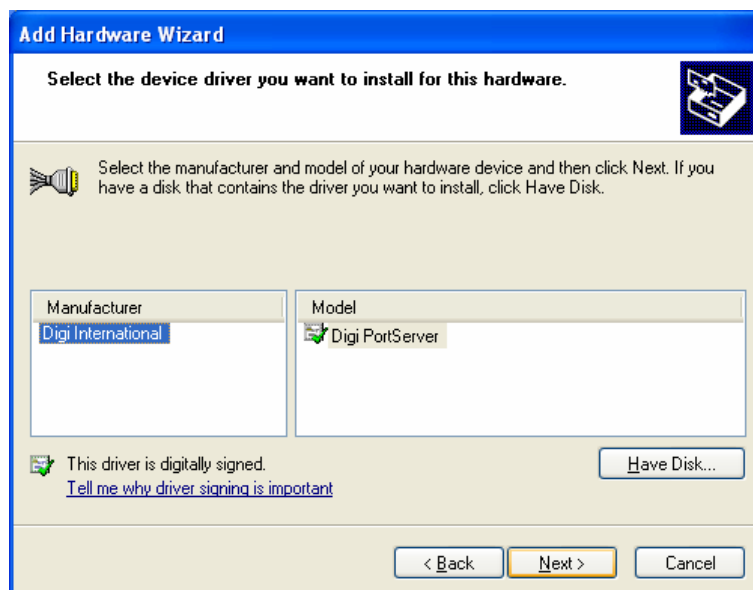 Add Hardware Wizard
Select the device driver you want to install for this hardware.
Select the manufacturer and model of your hardware device and then click Next. If you
have a disk that contains the driver you want to install, click Have Disk.
Manufacturer
Model
Digi International
Digi PortServer
This driver is digitally signed.
Have Disk...
Tell me why driver signing is important
< Back
Next >
Cancel